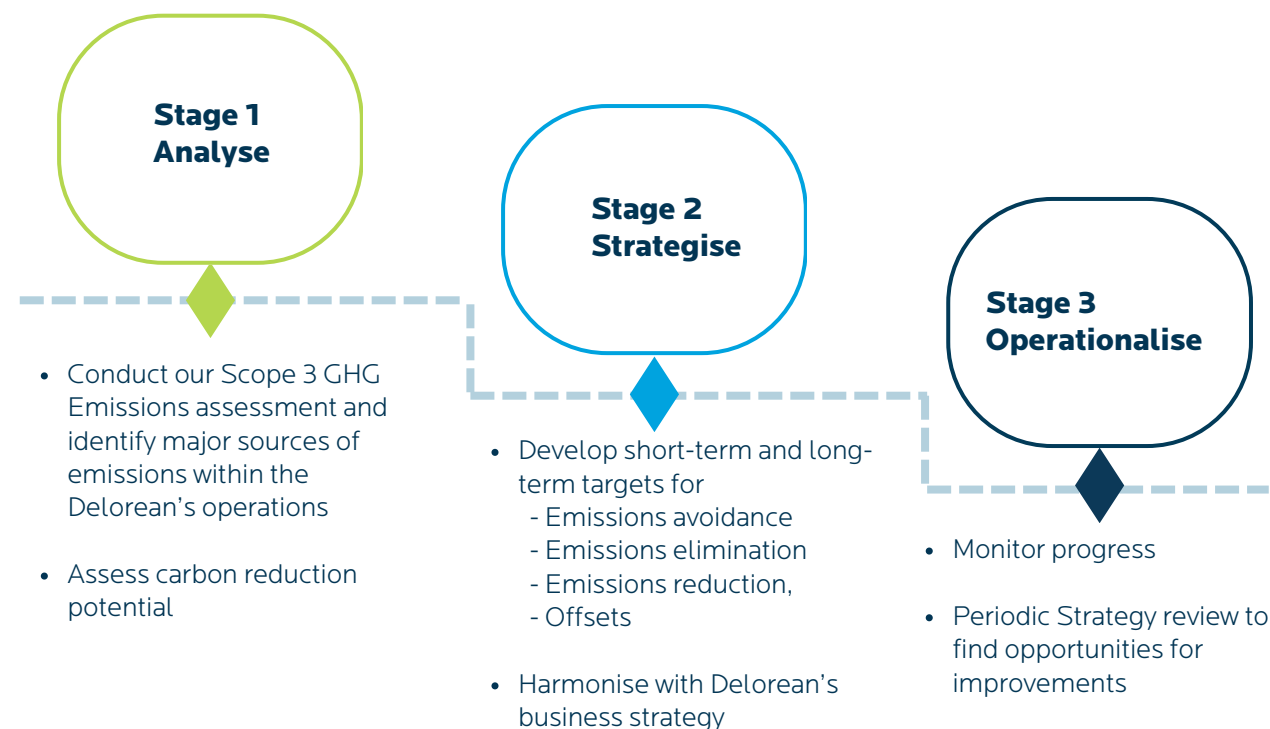 Stage 1
Analyse
Stage 2
Strategise
Stage 3
Operationalise
• Conduct our Scope 3 GHG
Emissions assessment and
identify major sources of
emissions within the
Delorean's operations
• Assess carbon reduction
potential
• Develop short-term and long-
term targets for
- Emissions avoidance
- Emissions elimination
- Emissions reduction,
- Offsets
• Harmonise with Delorean's
business strategy
• Monitor progress
• Periodic Strategy review to
find opportunities for
improvements